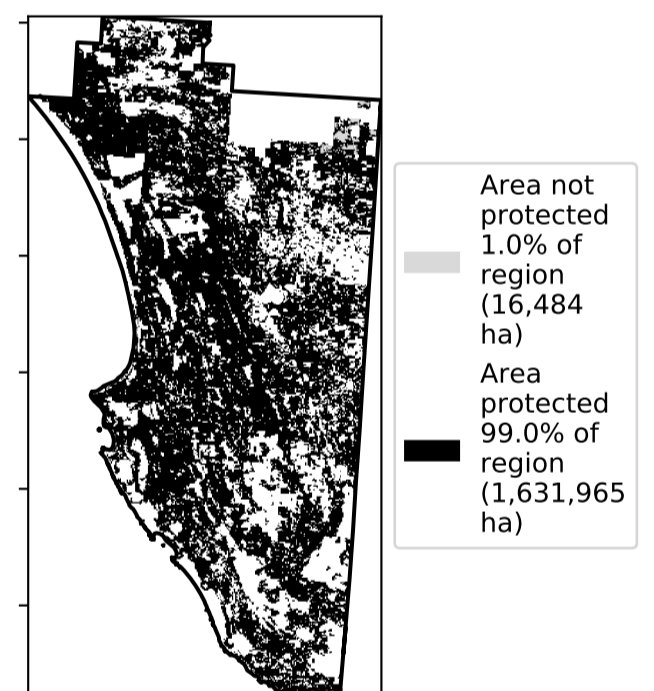 Area not
protected
1.0% of
region
(16,484
ha)
Area
protected
99.0% of
region
(1,631,965
ha)